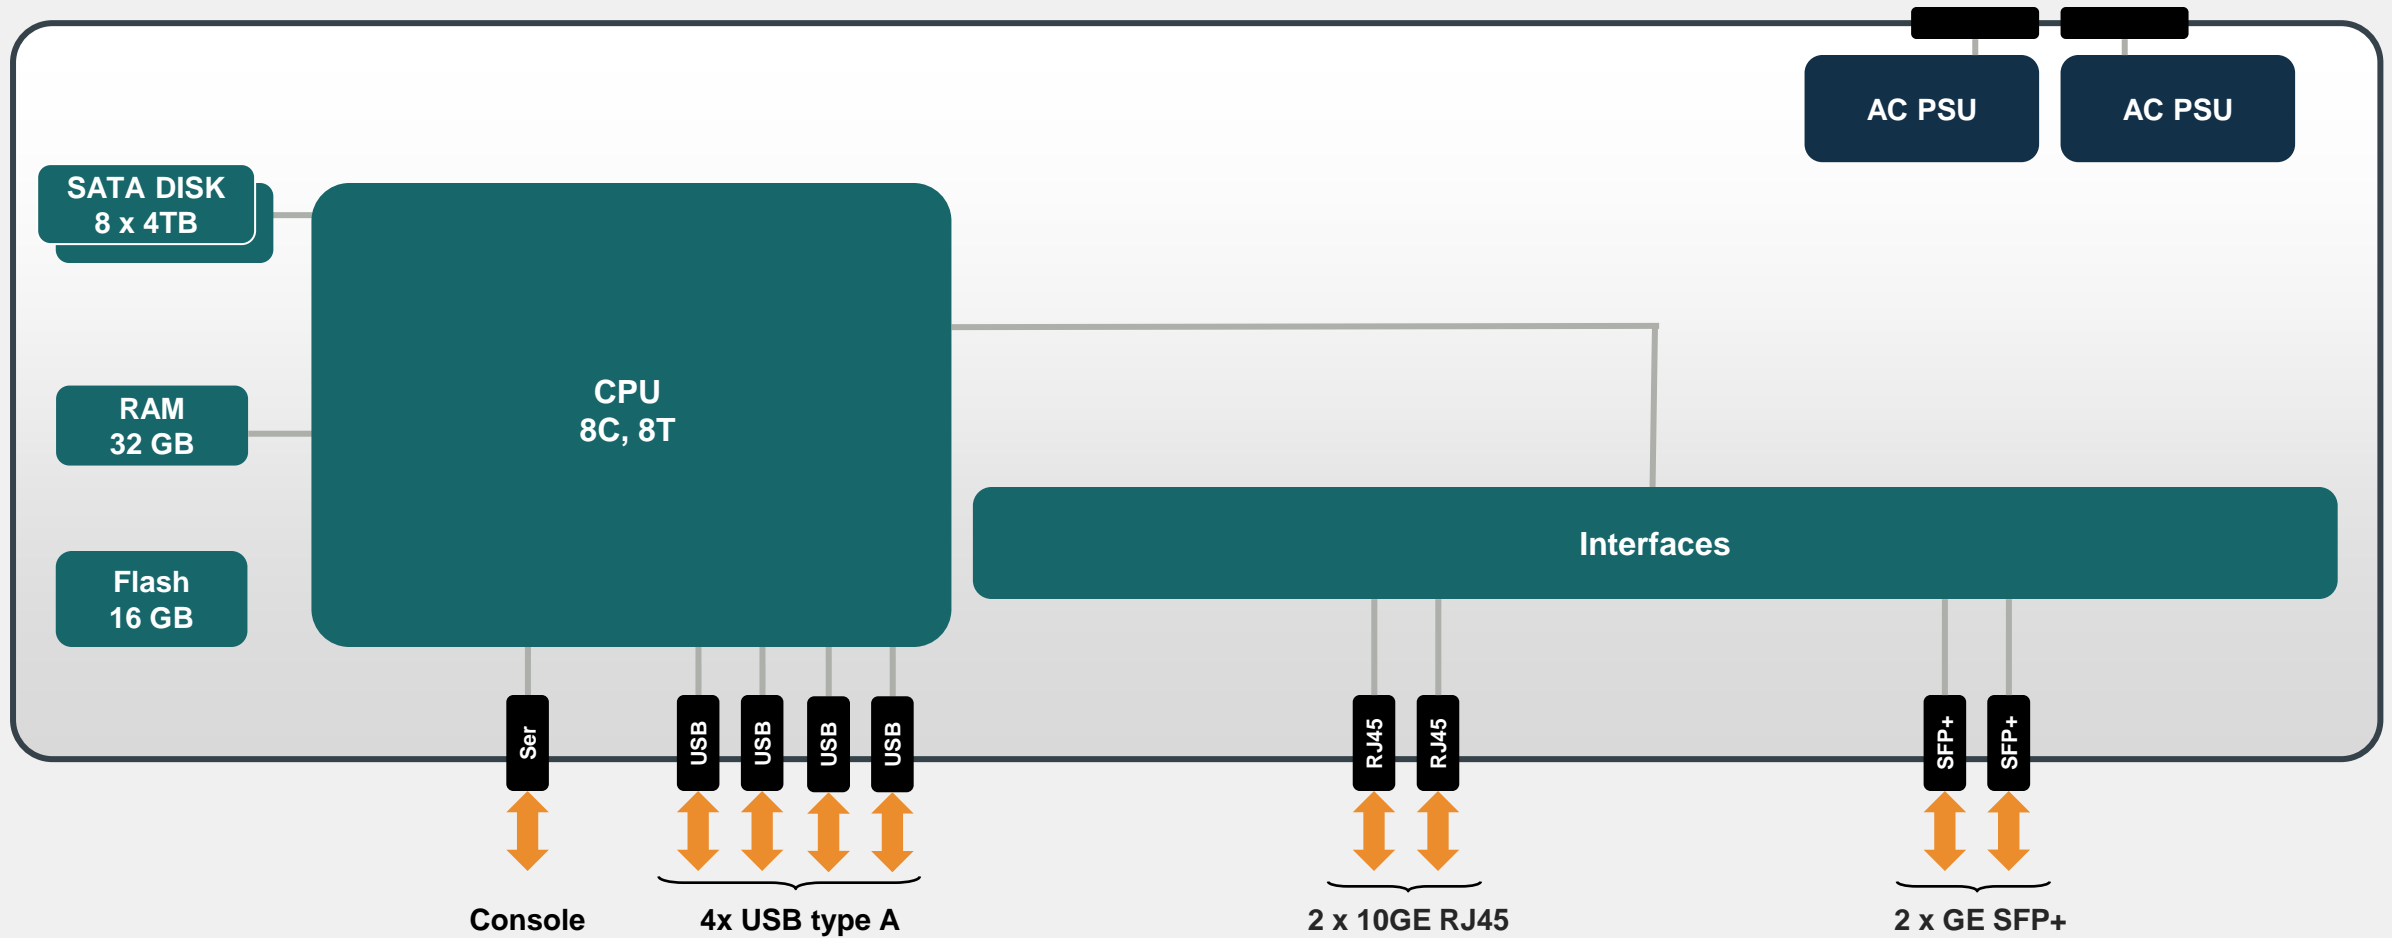 AC PSU
AC PSU
SATA DISK
8 x 4TB
RAM
32 GB
Flash
16 GB
CPU
8C, 8T
Interfaces
Ser
USB
USB
USB
USB
RJ45
RJ45
SFP+
SFP+
Console
4x USB type A
2 x 10GE RJ45
2 x GE SFP+